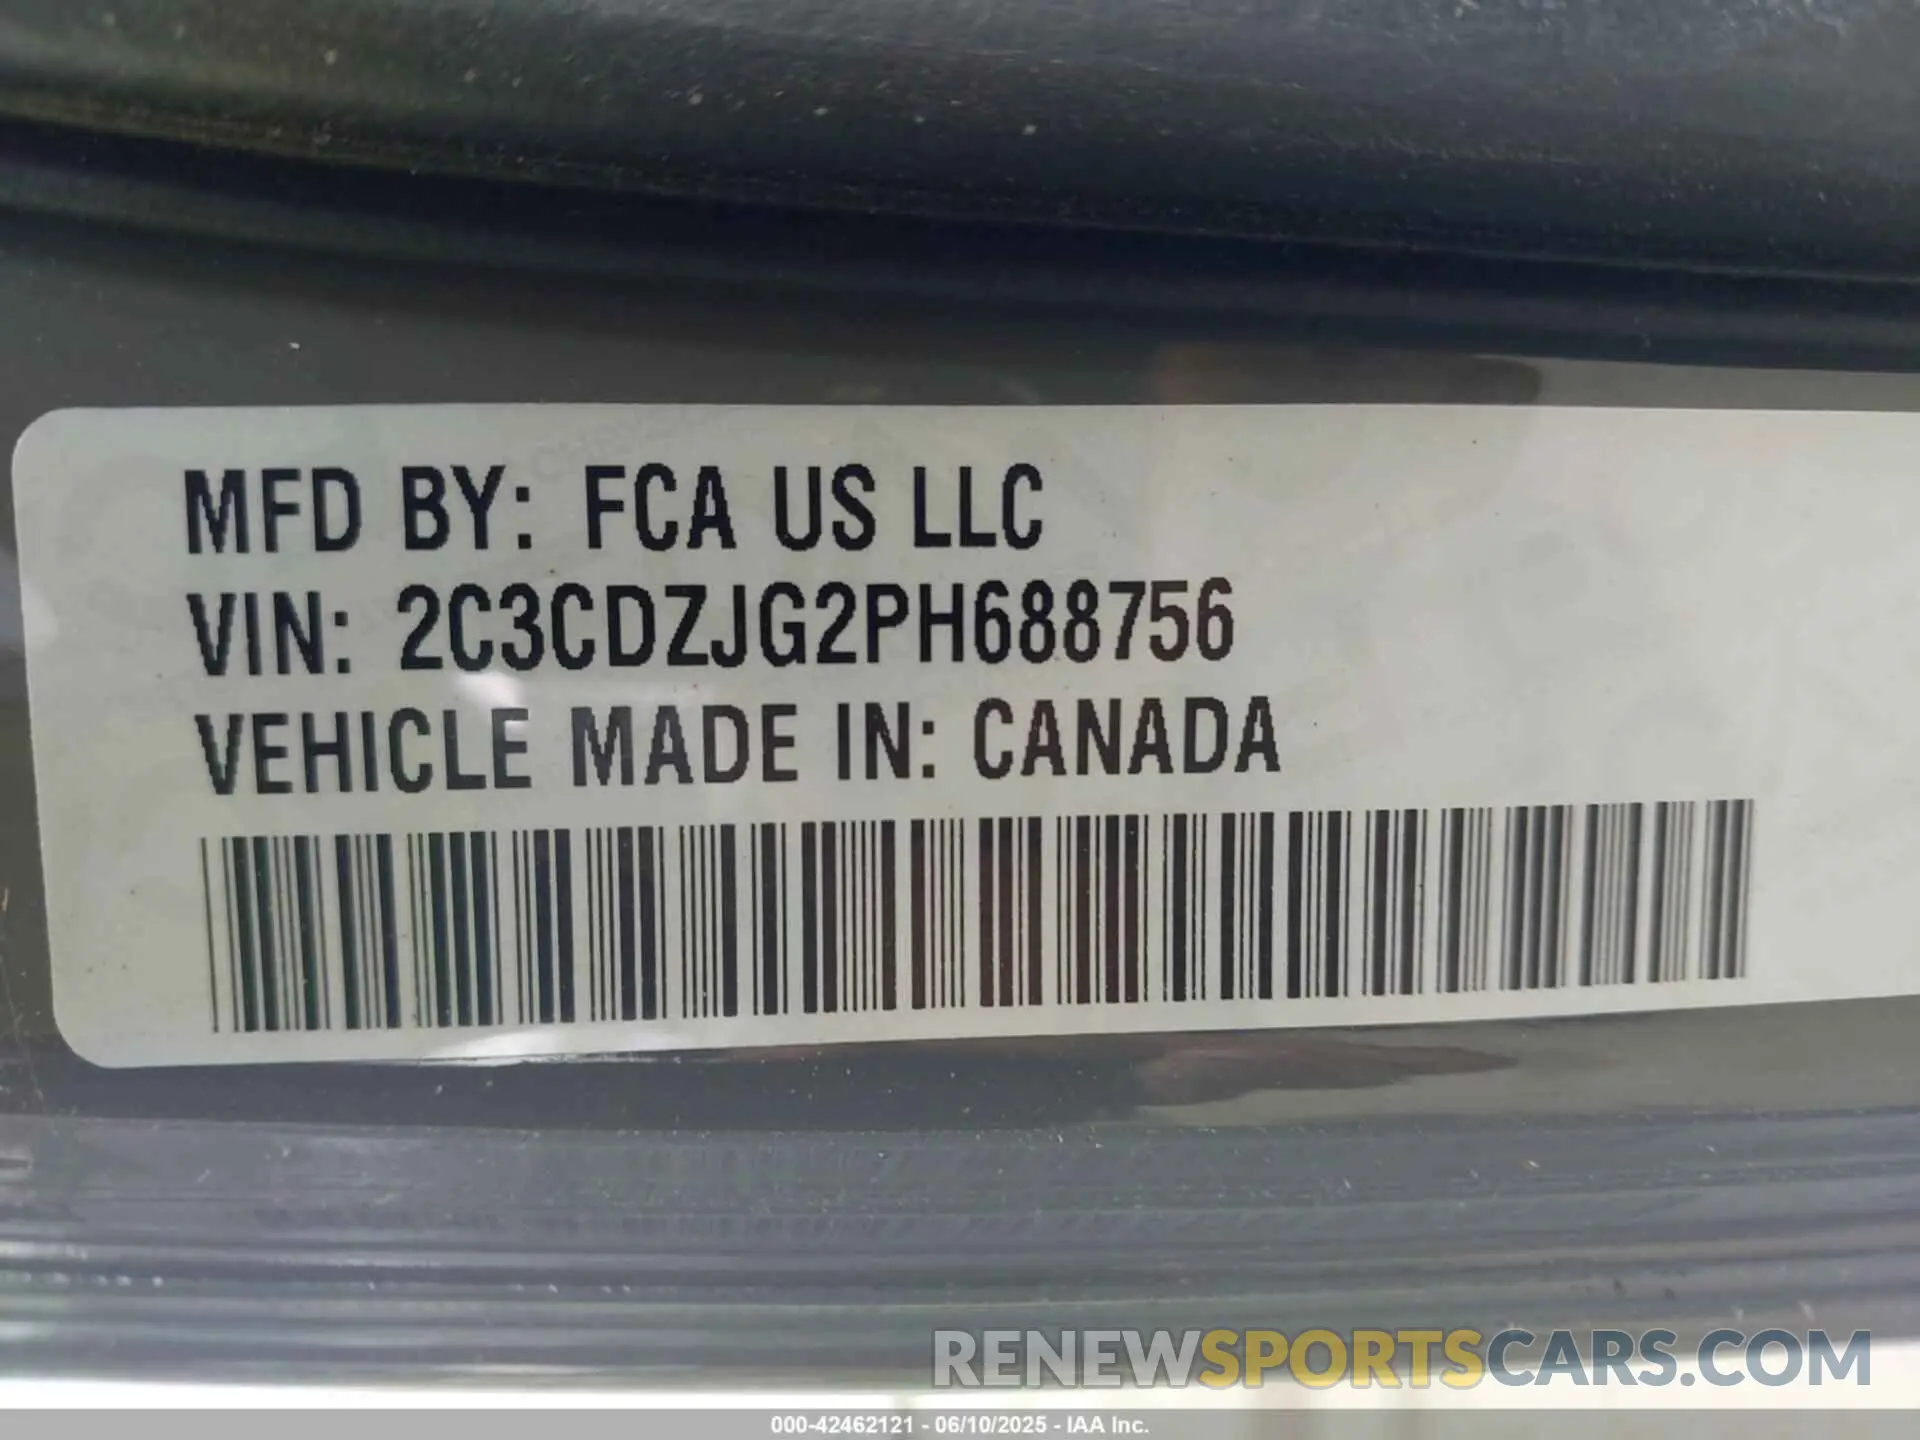 MFD BY: FCA US LLC
VIN: 2C3CDZJG2PH688756
VEHICLE MADE IN: CANADA
RENEWSPORTSCARS.COM
000-42462121 - 06/10/2025 - IAA Inc.